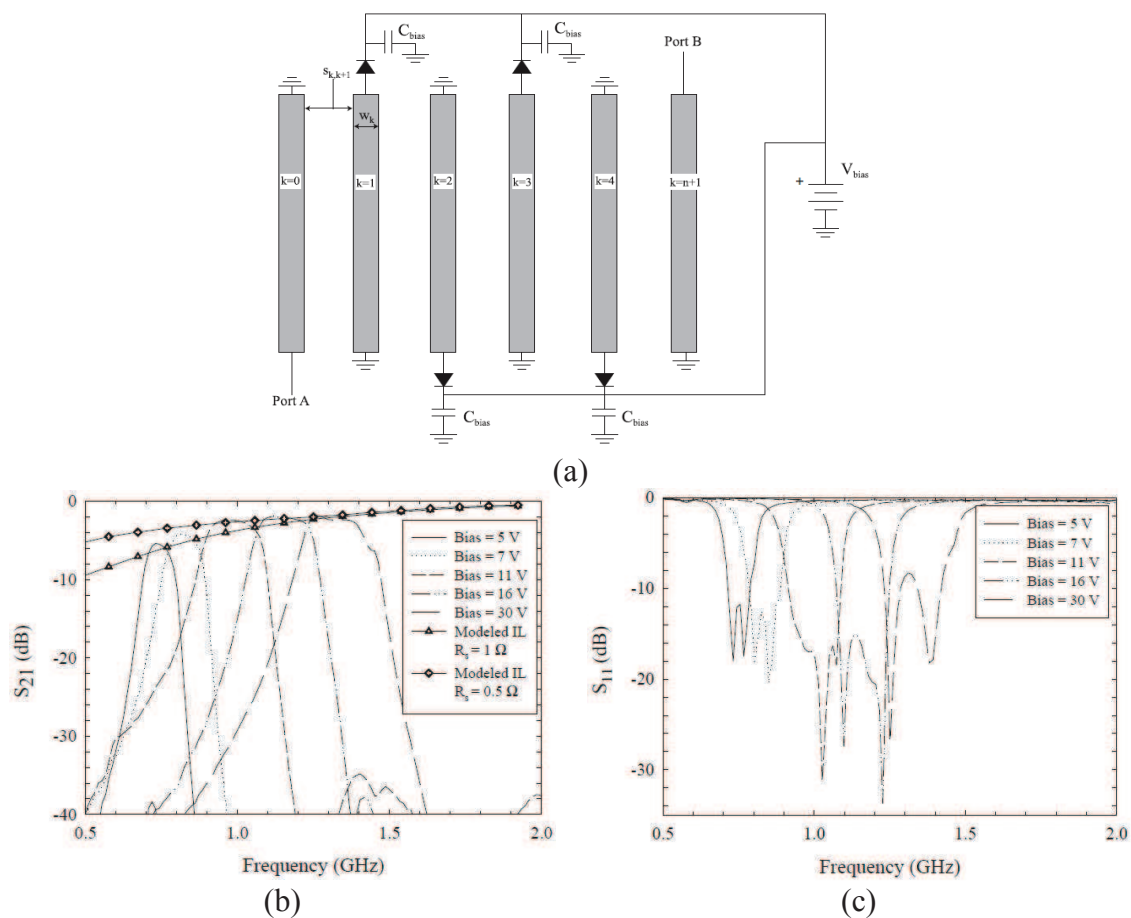 C_bias
C_bias
Port B
s_k,k+1
w_k
k=0
k=1
k=2
k=3
k=4
k=n+1
V_bias
+
Port A
C_bias
C_bias
(a)
0
-10
-20
-30
-40
S_21 (dB)
0.5
1.0
1.5
2.0
Frequency (GHz)
Bias = 5 V
Bias = 7 V
Bias = 11 V
Bias = 16 V
Bias = 30 V
Modeled IL
R_s = 1 Ω
Modeled IL
R_s = 0.5 Ω
(b)
0
-10
-20
-30
S_11 (dB)
0.5
1.0
1.5
2.0
Frequency (GHz)
Bias = 5 V
Bias = 7 V
Bias = 11 V
Bias = 16 V
Bias = 30 V
(c)